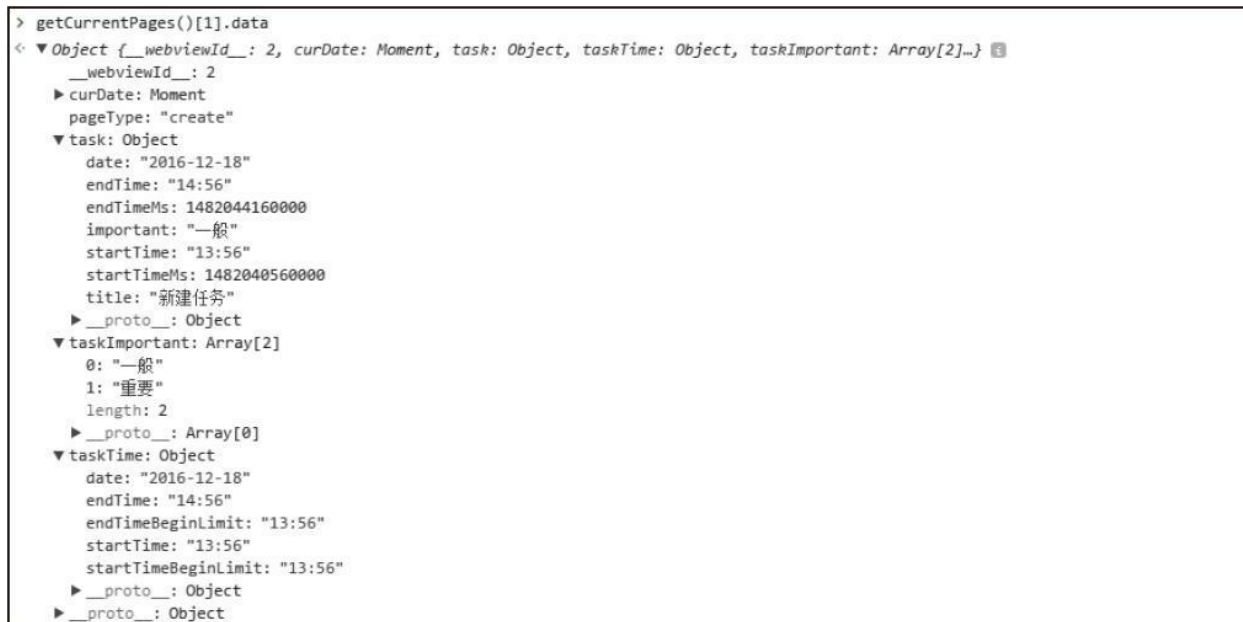 > getCurrentPages()[1].data
<· ▼ Object {__webviewId__: 2, curDate: Moment, task: Object, taskTime: Object, taskImportant: Array[2]…} i
__webviewId__: 2
▶ curDate: Moment
pageType: "create"
▼ task: Object
date: "2016-12-18"
endTime: "14:56"
endTimeMs: 1482044160000
important: "一般"
startTime: "13:56"
startTimeMs: 1482040560000
title: "新建任务"
▶ __proto__: Object
▼ taskImportant: Array[2]
0: "一般"
1: "重要"
length: 2
▶ __proto__: Array[0]
▼ taskTime: Object
date: "2016-12-18"
endTime: "14:56"
endTimeBeginLimit: "13:56"
startTime: "13:56"
startTimeBeginLimit: "13:56"
▶ __proto__: Object
▶ __proto__: Object